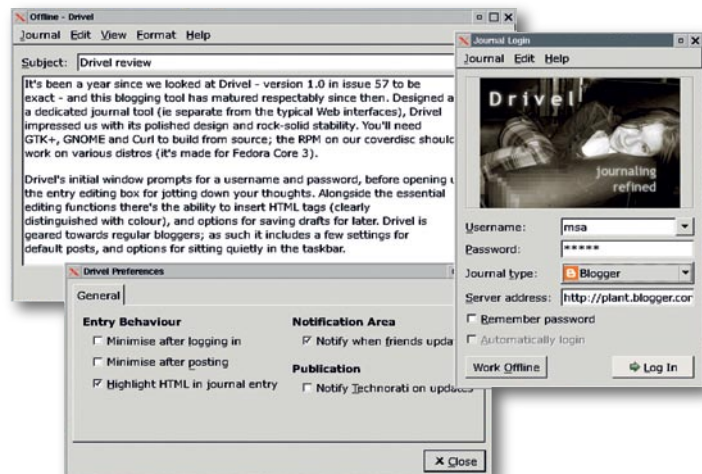 Offline - Drivel
Journal Edit View Format Help
Subject: Drivel review
It's been a year since we looked at Drivel - version 1.0 in issue 57 to be
exact - and this blogging tool has matured respectably since then. Designed a
a dedicated journal tool (ie separate from the typical Web interfaces), Drivel
impressed us with its polished design and rock-solid stability. You'll need
GTK+, GNOME and Curl to build from source; the RPM on our coverdisc should
work on various distros (it's made for Fedora Core 3).
Drivel's initial window prompts for a username and password, before opening u
the entry editing box for jotting down your thoughts. Alongside the essential
editing functions there's the ability to insert HTML tags (clearly
distinguished with colour), and options for saving drafts for later. Drivel is
geared towards regular bloggers; as such it includes a few settings for
default posts, and options for sitting quietly in the taskbar.
Journal Login
Journal Edit Help
Drivel
journaling
refined
Username: msa
Password: *****
Journal type: Blogger
Server address: http://plant.blogger.cor
Remember password
Automatically login
Work Offline Log In
Drivel Preferences
General
Entry Behaviour
Minimise after logging in
Minimise after posting
Highlight HTML in journal entry
Notification Area
Notify when friends upda
Publication
Notify Technorati on updates
Close